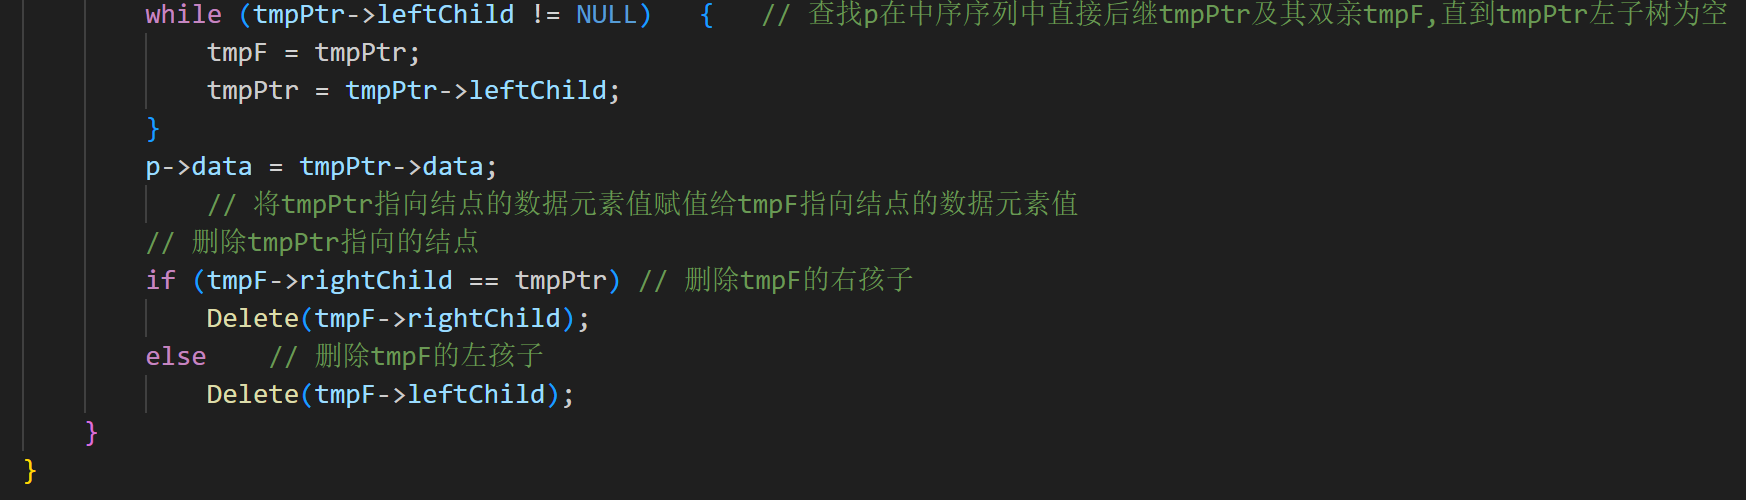 while (tmpPtr->leftChild != NULL)   {   // 查找p在中序序列中直接后继tmpPtr及其双亲tmpF,直到tmpPtr左子树为空
tmpF = tmpPtr;
tmpPtr = tmpPtr->leftChild;
}
p->data = tmpPtr->data;
// 将tmpPtr指向结点的数据元素值赋值给tmpF指向结点的数据元素值
// 删除tmpPtr指向的结点
if (tmpF->rightChild == tmpPtr) // 删除tmpF的右孩子
Delete(tmpF->rightChild);
else    // 删除tmpF的左孩子
Delete(tmpF->leftChild);
}
}